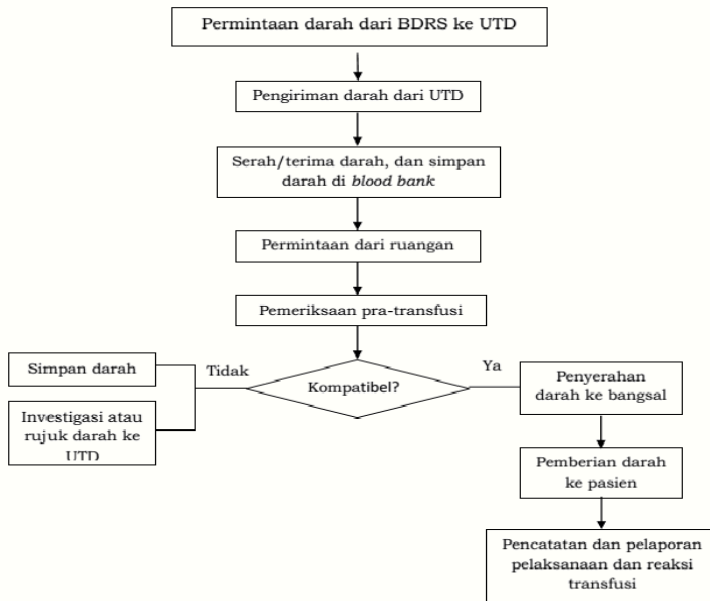 Permintaan darah dari BDRS ke UTD
Pengiriman darah dari UTD
Serah/terima darah, dan simpan
darah di blood bank
Permintaan dari ruangan
Pemeriksaan pra-transfusi
Kompatibel?
Tidak
Simpan darah
Investigasi atau
rujuk darah ke
UTD
Ya
Penyerahan
darah ke bangsal
Pemberian darah
ke pasien
Pencatatan dan pelaporan
pelaksanaan dan reaksi
transfusi